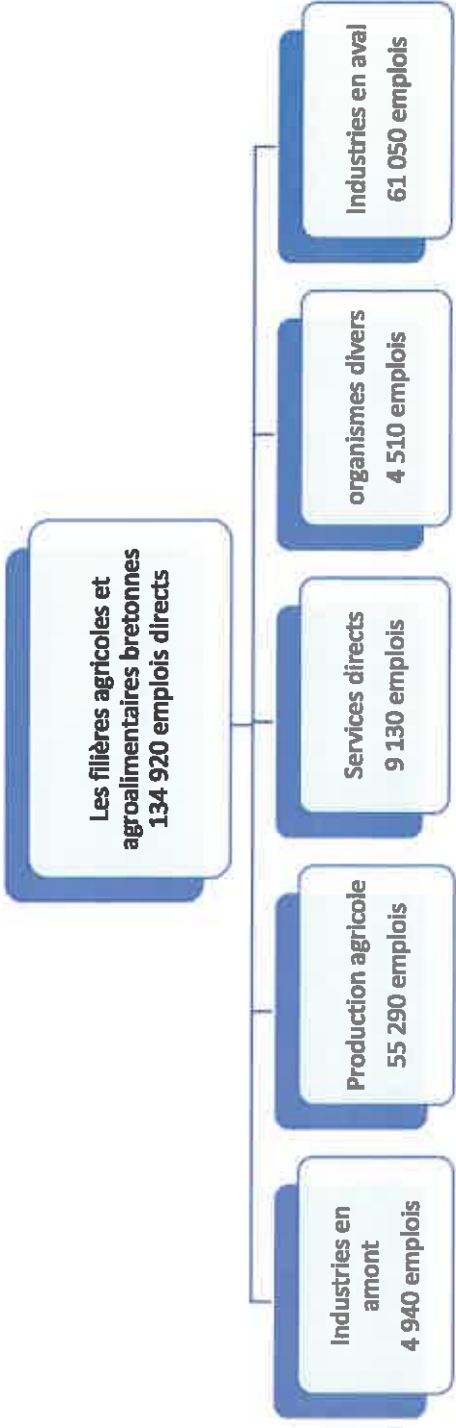 Les filières agricoles et
agroalimentaires bretonnes
134 920 emplois directs
Industries en
amont
4 940 emplois
Production agricole
55 290 emplois
Services directs
9 130 emplois
organismes divers
4 510 emplois
Industries en aval
61 050 emplois